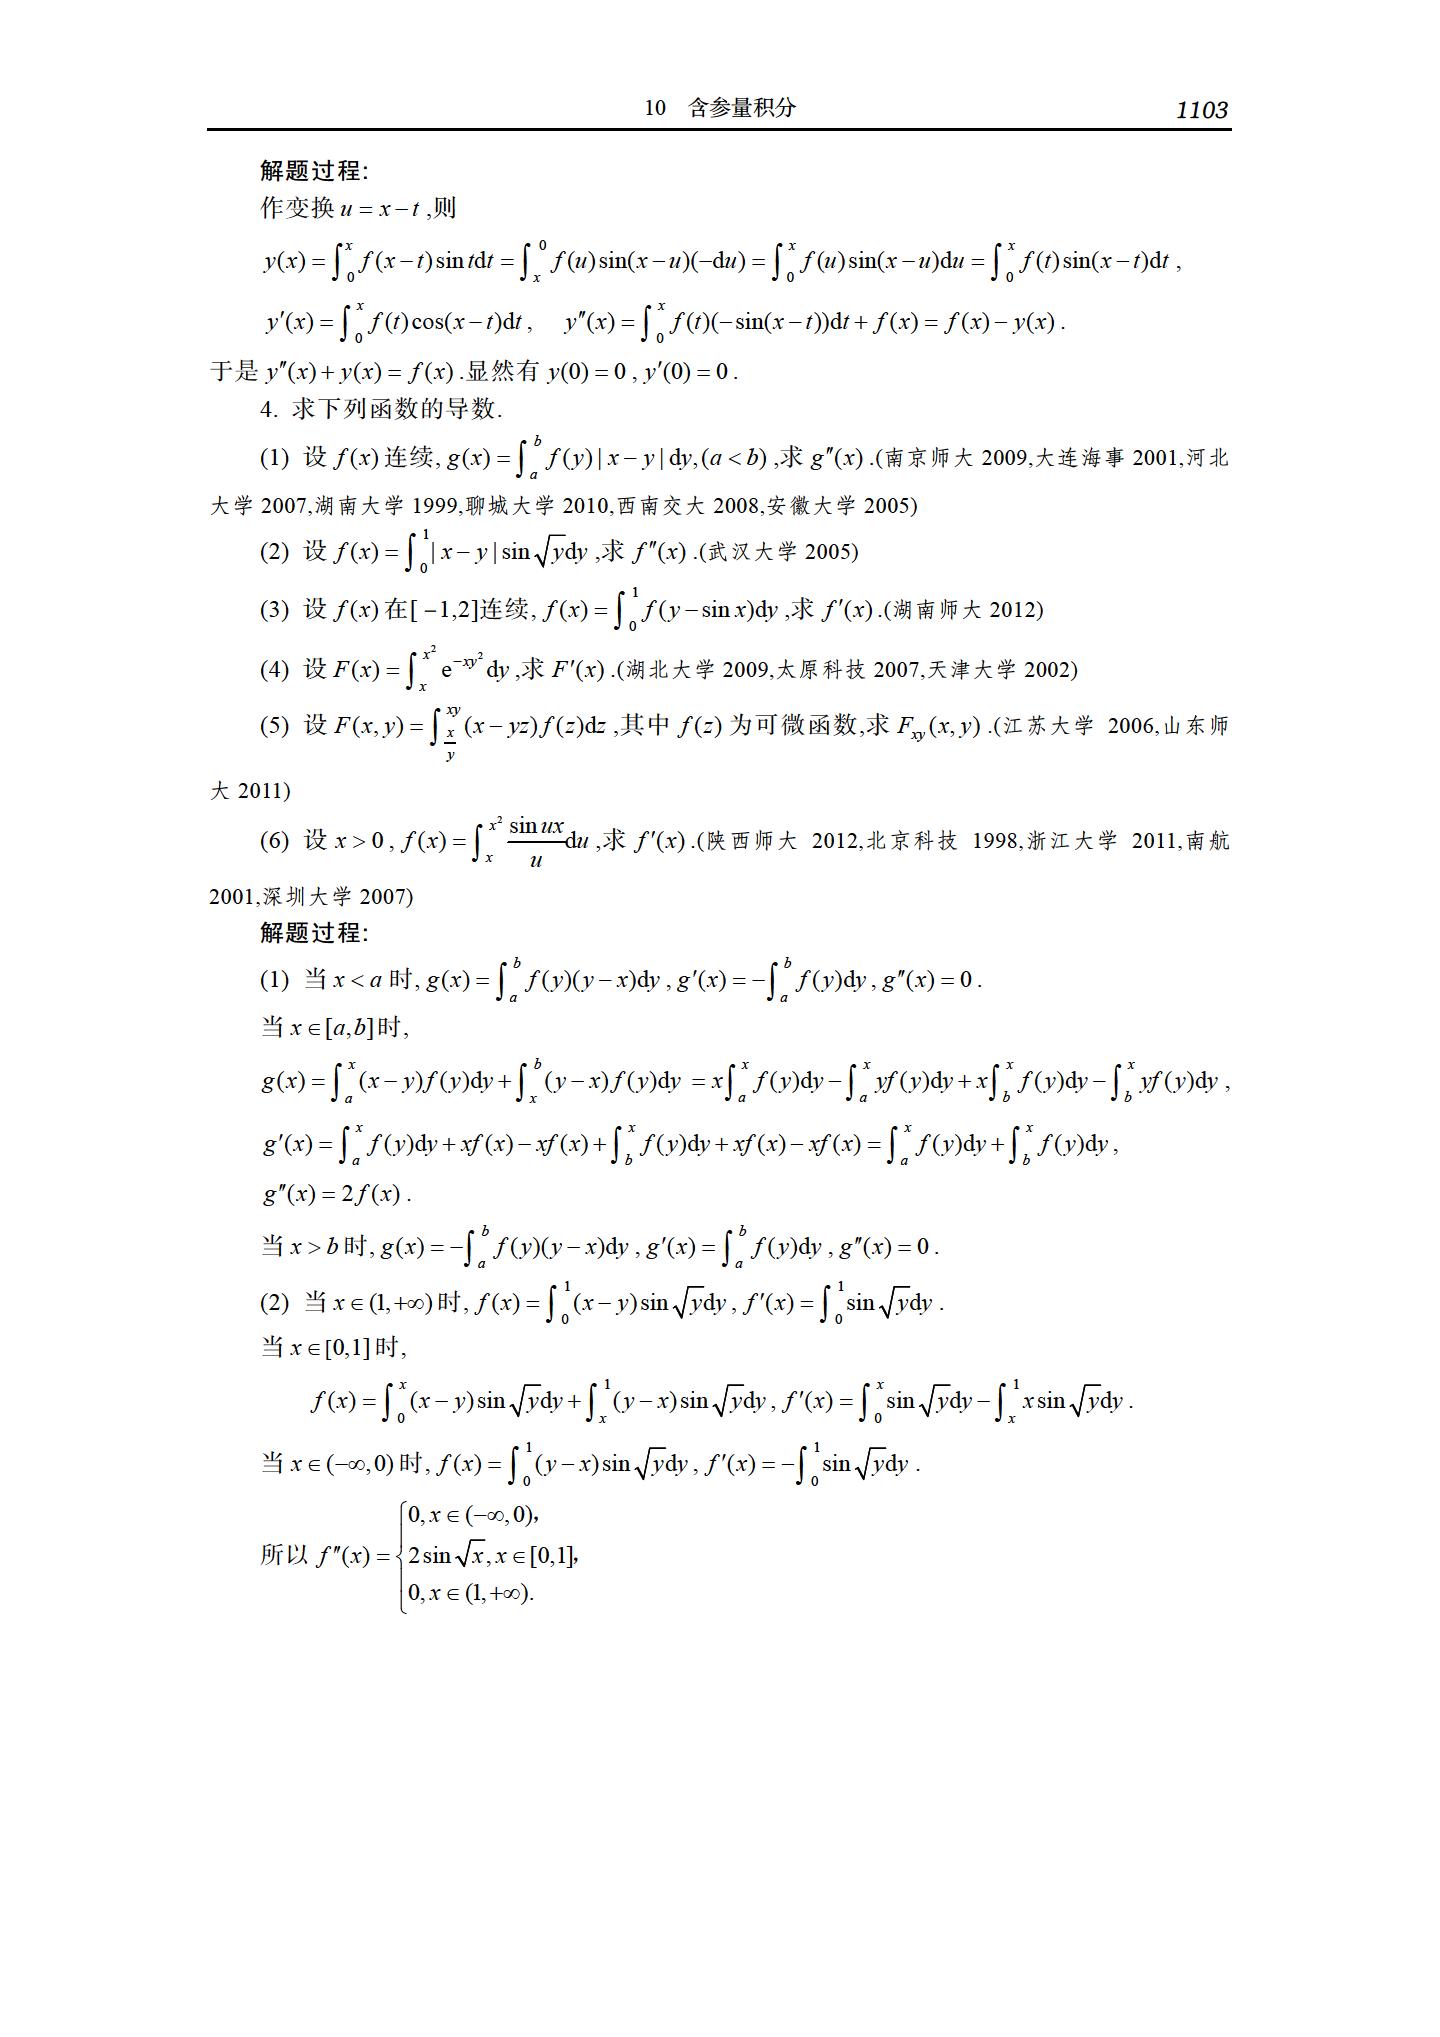 10 含参量积分 1103
解题过程:
作变换 $u=x-t$ ,则
$y(x)=\int_0^x f(x-t)\sin t\mathrm{d}t=\int_x^0 f(u)\sin(x-u)(-\mathrm{d}u)=\int_0^x f(u)\sin(x-u)\mathrm{d}u=\int_0^x f(t)\sin(x-t)\mathrm{d}t$ ,
$y'(x)=\int_0^x f(t)\cos(x-t)\mathrm{d}t$ , $y''(x)=\int_0^x f(t)(-\sin(x-t))\mathrm{d}t+f(x)=f(x)-y(x)$ .
于是 $y''(x)+y(x)=f(x)$ .显然有 $y(0)=0$ , $y'(0)=0$ .
4. 求下列函数的导数.
(1) 设 $f(x)$ 连续, $g(x)=\int_a^b f(y)|x-y|\mathrm{d}y,(a<b)$ ,求 $g''(x)$ .(南京师大 2009,大连海事 2001,河北
大学 2007,湖南大学 1999,聊城大学 2010,西南交大 2008,安徽大学 2005)
(2) 设 $f(x)=\int_0^1 |x-y|\sin\sqrt{y}\mathrm{d}y$ ,求 $f''(x)$ .(武汉大学 2005)
(3) 设 $f(x)$ 在[ −1,2]连续, $f(x)=\int_0^1 f(y-\sin x)\mathrm{d}y$ ,求 $f'(x)$ .(湖南师大 2012)
(4) 设 $F(x)=\int_x^{x^2} \mathrm{e}^{-xy^2}\mathrm{d}y$ ,求 $F'(x)$ .(湖北大学 2009,太原科技 2007,天津大学 2002)
(5) 设 $F(x,y)=\int_{\frac{x}{y}}^{xy}(x-yz)f(z)\mathrm{d}z$ ,其中 $f(z)$ 为可微函数,求 $F_{xy}(x,y)$ .(江苏大学 2006,山东师
大 2011)
(6) 设 $x>0$ , $f(x)=\int_x^{x^2}\frac{\sin ux}{u}\mathrm{d}u$ ,求 $f'(x)$ .(陕西师大 2012,北京科技 1998,浙江大学 2011,南航
2001,深圳大学 2007)
解题过程:
(1) 当 $x<a$ 时, $g(x)=\int_a^b f(y)(y-x)\mathrm{d}y$ , $g'(x)=-\int_a^b f(y)\mathrm{d}y$ , $g''(x)=0$ .
当 $x\in[a,b]$ 时,
$g(x)=\int_a^x (x-y)f(y)\mathrm{d}y+\int_x^b (y-x)f(y)\mathrm{d}y=x\int_a^x f(y)\mathrm{d}y-\int_a^x yf(y)\mathrm{d}y+x\int_b^x f(y)\mathrm{d}y-\int_b^x yf(y)\mathrm{d}y$ ,
$g'(x)=\int_a^x f(y)\mathrm{d}y+xf(x)-xf(x)+\int_b^x f(y)\mathrm{d}y+xf(x)-xf(x)=\int_a^x f(y)\mathrm{d}y+\int_b^x f(y)\mathrm{d}y$ ,
$g''(x)=2f(x)$ .
当 $x>b$ 时, $g(x)=-\int_a^b f(y)(y-x)\mathrm{d}y$ , $g'(x)=\int_a^b f(y)\mathrm{d}y$ , $g''(x)=0$ .
(2) 当 $x\in(1,+\infty)$ 时, $f(x)=\int_0^1 (x-y)\sin\sqrt{y}\mathrm{d}y$ , $f'(x)=\int_0^1 \sin\sqrt{y}\mathrm{d}y$ .
当 $x\in[0,1]$ 时,
$f(x)=\int_0^x (x-y)\sin\sqrt{y}\mathrm{d}y+\int_x^1 (y-x)\sin\sqrt{y}\mathrm{d}y$ , $f'(x)=\int_0^x \sin\sqrt{y}\mathrm{d}y-\int_x^1 x\sin\sqrt{y}\mathrm{d}y$ .
当 $x\in(-\infty,0)$ 时, $f(x)=\int_0^1 (y-x)\sin\sqrt{y}\mathrm{d}y$ , $f'(x)=-\int_0^1 \sin\sqrt{y}\mathrm{d}y$ .
所以 $f''(x)=\begin{cases}0,x\in(-\infty,0),\\2\sin\sqrt{x},x\in[0,1],\\0,x\in(1,+\infty).\end{cases}$